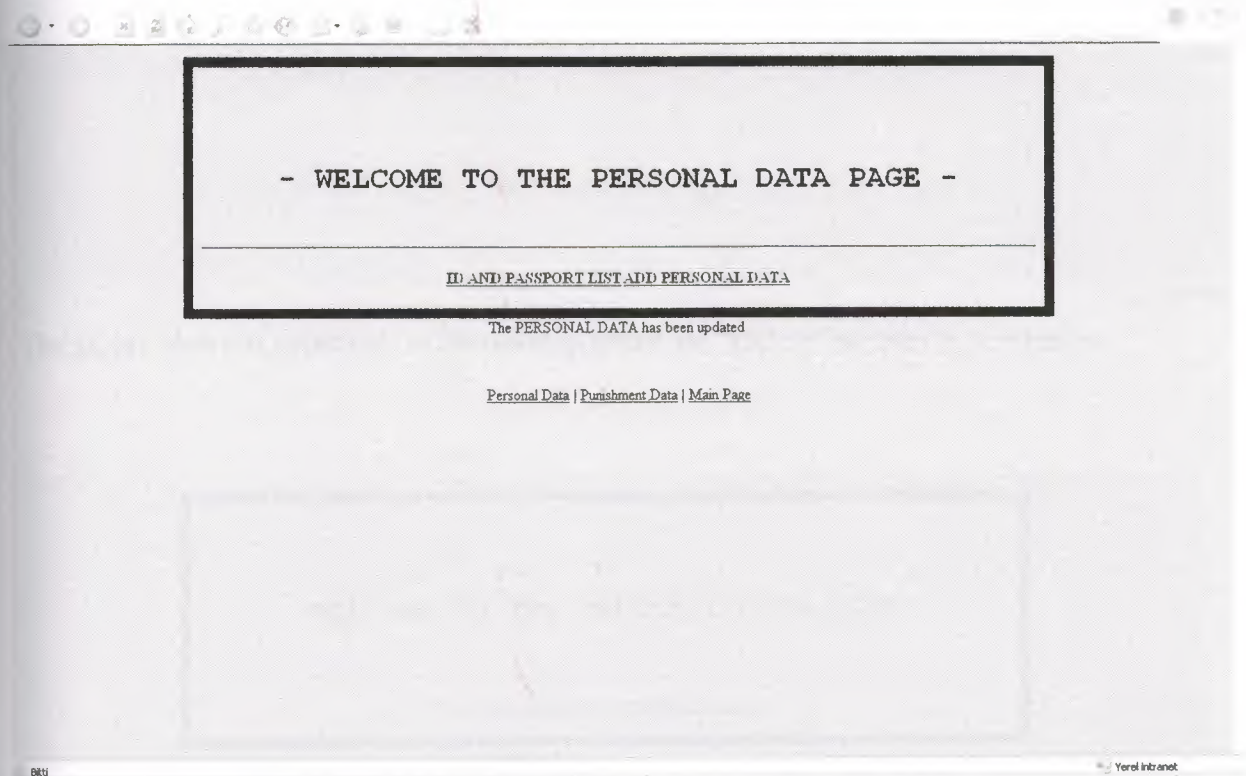 - WELCOME TO THE PERSONAL DATA PAGE -
ID AND PASSPORT LIST ADD PERSONAL DATA
The PERSONAL DATA has been updated
Personal Data | Punishment Data | Main Page
Bitti
Yerel intranet